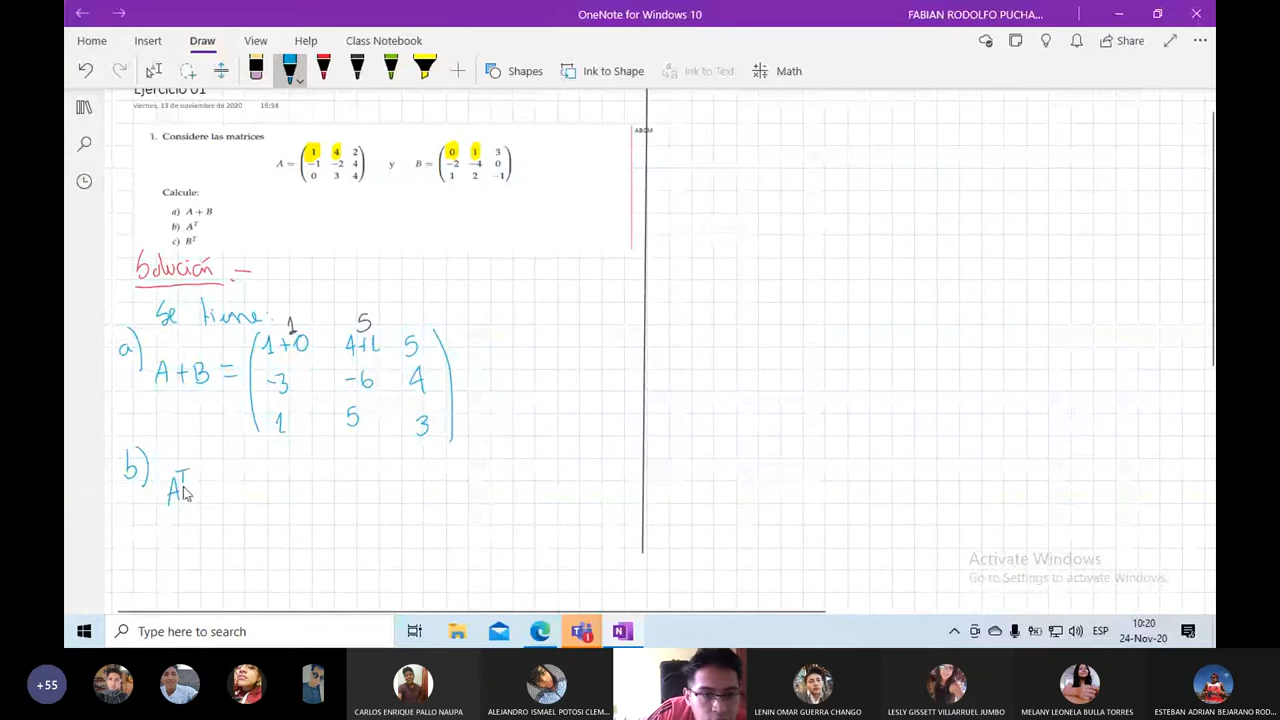 OneNote for Windows 10
FABIAN RODOLFO PUCHA...
Home Insert Draw View Help Class Notebook
Share
Shapes Ink to Shape Ink to Text Math
Ejercicio 01
viernes, 13 de noviembre de 2020 16:34
1. Considere las matrices
A = ( 1 4 2 y B = ( 0 1 3
-1 -2 4 -2 -4 0
0 3 4 ) 1 2 -1 )
Calcule:
a) A + B
b) Aᵀ
c) Bᵀ
Solución.-
Se tiene:
1 5
a) A+B = ( 1+0 4+1 5
-3 -6 4
1 5 3 )
b)
Aᵀ
Activate Windows
Go to Settings to activate Windows.
Type here to search
1
ESP
10:20
24-Nov-20
+55
CARLOS ENRIQUE PALLO NAUPA
ALEJANDRO ISMAEL POTOSI CLEM...
LENIN OMAR GUERRA CHANGO
LESLY GISSETT VILLARRUEL JUMBO
MELANY LEONELA BULLA TORRES
ESTEBAN ADRIAN BEJARANO ROD...